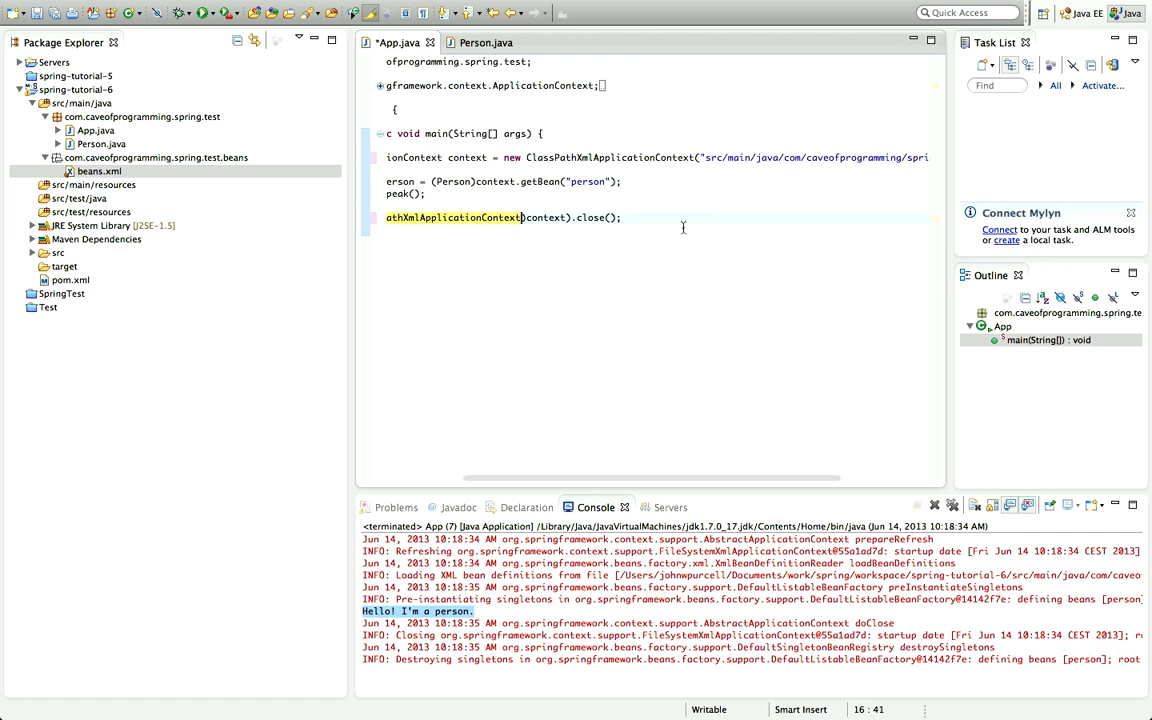 Quick Access
Java EE
Java
Package Explorer
Servers
spring-tutorial-5
spring-tutorial-6
src/main/java
com.caveofprogramming.spring.test
App.java
Person.java
com.caveofprogramming.spring.test.beans
beans.xml
src/main/resources
src/test/java
src/test/resources
JRE System Library [J2SE-1.5]
Maven Dependencies
src
target
pom.xml
SpringTest
Test
*App.java
Person.java
ofprogramming.spring.test;
gframework.context.ApplicationContext;
{
c void main(String[] args) {
ionContext context = new ClassPathXmlApplicationContext("src/main/java/com/caveofprogramming/spri
erson = (Person)context.getBean("person");
peak();
athXmlApplicationContext)context).close();
Task List
Find
All
Activate...
Connect Mylyn
Connect to your task and ALM tools
or create a local task.
Outline
com.caveofprogramming.spring.te
App
main(String[]) : void
Problems
Javadoc
Declaration
Console
Servers
<terminated> App (7) [Java Application] /Library/Java/JavaVirtualMachines/jdk1.7.0_17.jdk/Contents/Home/bin/java (Jun 14, 2013 10:18:34 AM)
Jun 14, 2013 10:18:34 AM org.springframework.context.support.AbstractApplicationContext prepareRefresh
INFO: Refreshing org.springframework.context.support.FileSystemXmlApplicationContext@55a1ad7d: startup date [Fri Jun 14 10:18:34 CEST 2013]
Jun 14, 2013 10:18:34 AM org.springframework.beans.factory.xml.XmlBeanDefinitionReader loadBeanDefinitions
INFO: Loading XML bean definitions from file [/Users/johnwpurcell/Documents/work/spring/workspace/spring-tutorial-6/src/main/java/com/caveo
Jun 14, 2013 10:18:35 AM org.springframework.beans.factory.support.DefaultListableBeanFactory preInstantiateSingletons
INFO: Pre-instantiating singletons in org.springframework.beans.factory.support.DefaultListableBeanFactory@14142f7e: defining beans [person]
Hello! I'm a person.
Jun 14, 2013 10:18:35 AM org.springframework.context.support.AbstractApplicationContext doClose
INFO: Closing org.springframework.context.support.FileSystemXmlApplicationContext@55a1ad7d: startup date [Fri Jun 14 10:18:34 CEST 2013]; ro
Jun 14, 2013 10:18:35 AM org.springframework.beans.factory.support.DefaultSingletonBeanRegistry destroySingletons
INFO: Destroying singletons in org.springframework.beans.factory.support.DefaultListableBeanFactory@14142f7e: defining beans [person]; root
Writable
Smart Insert
16 : 41